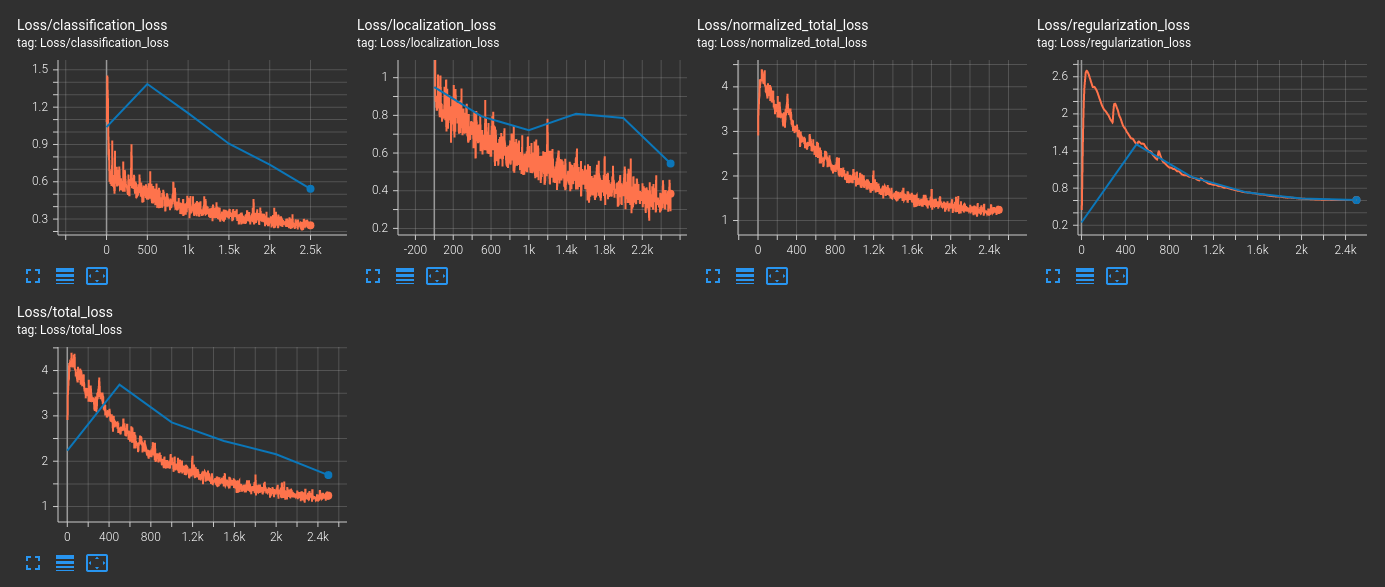 Loss/classification_loss
tag: Loss/classification_loss
1.5
1.2
0.9
0.6
0.3
0 500 1k 1.5k 2k 2.5k
Loss/localization_loss
tag: Loss/localization_loss
1
0.8
0.6
0.4
0.2
-200 200 600 1k 1.4k 1.8k 2.2k
Loss/normalized_total_loss
tag: Loss/normalized_total_loss
4
3
2
1
0 400 800 1.2k 1.6k 2k 2.4k
Loss/regularization_loss
tag: Loss/regularization_loss
2.6
2
1.4
0.8
0.2
0 400 800 1.2k 1.6k 2k 2.4k
Loss/total_loss
tag: Loss/total_loss
4
3
2
1
0 400 800 1.2k 1.6k 2k 2.4k